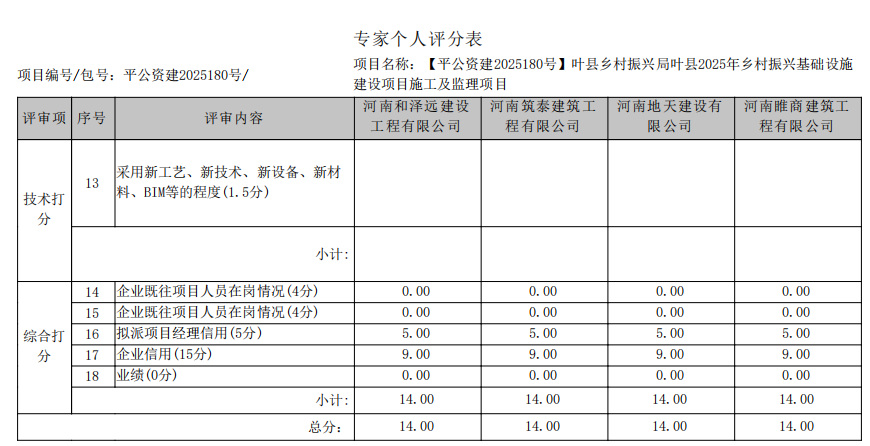 专家个人评分表
项目编号/包号：平公资建2025180号/
项目名称：【平公资建2025180号】叶县乡村振兴局叶县2025年乡村振兴基础设施
建设项目施工及监理项目
评审项 序号 评审内容 河南和泽远建设 河南筑泰建筑工 河南地天建设有 河南睢商建筑工
工程有限公司 程有限公司 限公司 程有限公司
技术打
分
13 采用新工艺、新技术、新设备、新材
料、BIM等的程度(1.5分)
小计:
综合打
分
14 企业既往项目人员在岗情况(4分) 0.00 0.00 0.00 0.00
15 企业既往项目人员在岗情况(4分) 0.00 0.00 0.00 0.00
16 拟派项目经理信用(5分) 5.00 5.00 5.00 5.00
17 企业信用(15分) 9.00 9.00 9.00 9.00
18 业绩(0分) 0.00 0.00 0.00 0.00
小计: 14.00 14.00 14.00 14.00
总分： 14.00 14.00 14.00 14.00